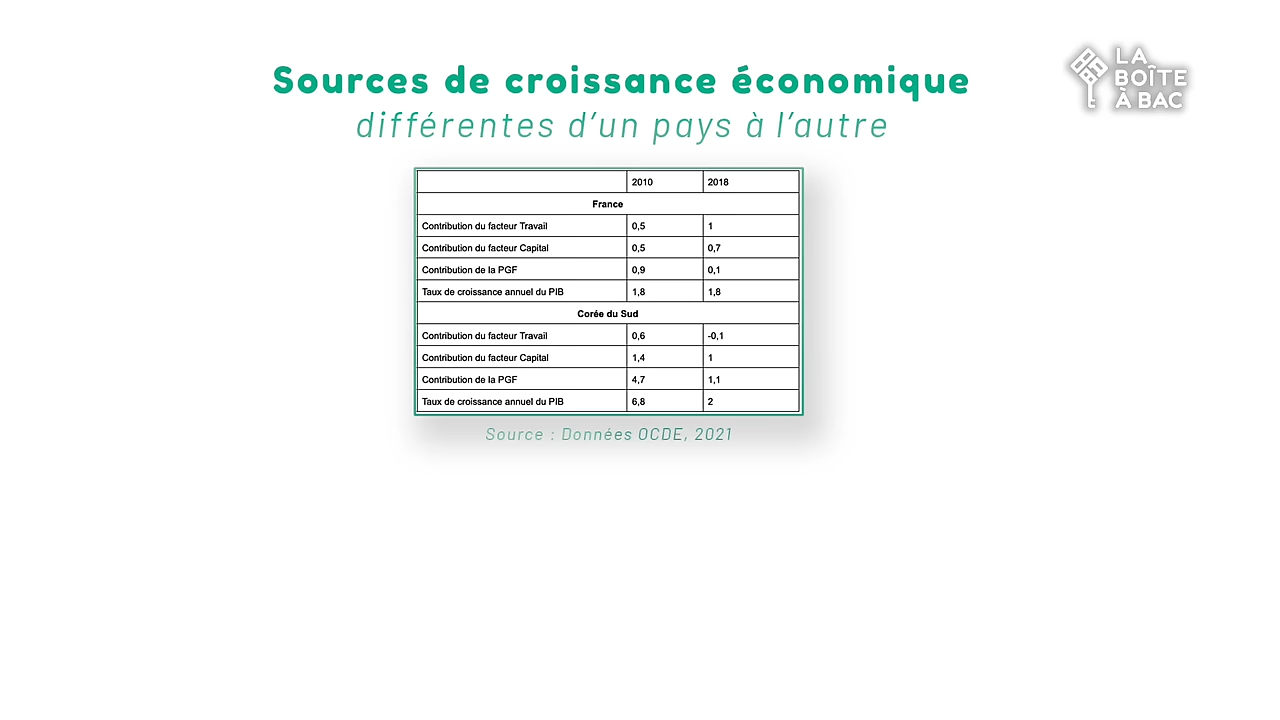 Sources de croissance économique
différentes d'un pays à l'autre
LA
BOÎTE
À BAC
2010 2018
France
Contribution du facteur Travail 0,5 1
Contribution du facteur Capital 0,5 0,7
Contribution de la PGF 0,9 0,1
Taux de croissance annuel du PIB 1,8 1,8
Corée du Sud
Contribution du facteur Travail 0,6 -0,1
Contribution du facteur Capital 1,4 1
Contribution de la PGF 4,7 1,1
Taux de croissance annuel du PIB 6,8 2
Source : Données OCDE, 2021